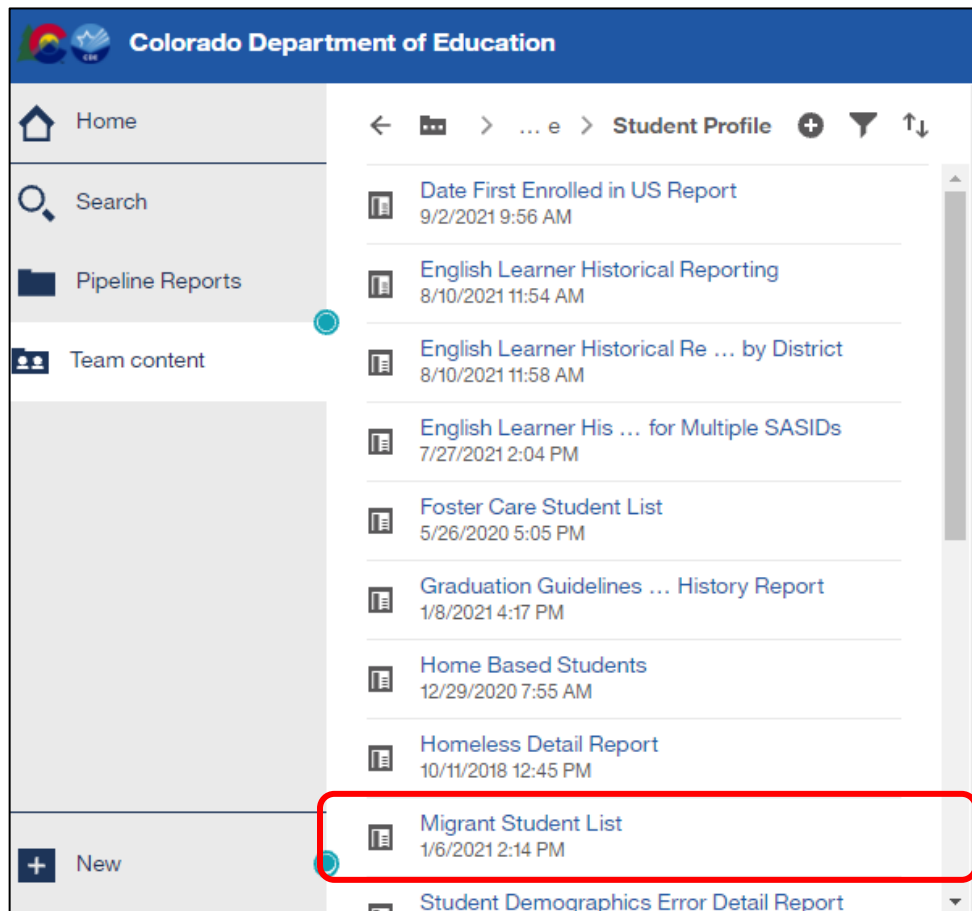 Colorado Department of Education
Home
Search
Pipeline Reports
Team content
New
... e > Student Profile
Date First Enrolled in US Report
9/2/2021 9:56 AM
English Learner Historical Reporting
8/10/2021 11:54 AM
English Learner Historical Re ... by District
8/10/2021 11:58 AM
English Learner His ... for Multiple SASIDs
7/27/2021 2:04 PM
Foster Care Student List
5/26/2020 5:05 PM
Graduation Guidelines ... History Report
1/8/2021 4:17 PM
Home Based Students
12/29/2020 7:55 AM
Homeless Detail Report
10/11/2018 12:45 PM
Migrant Student List
1/6/2021 2:14 PM
Student Demographics Error Detail Report